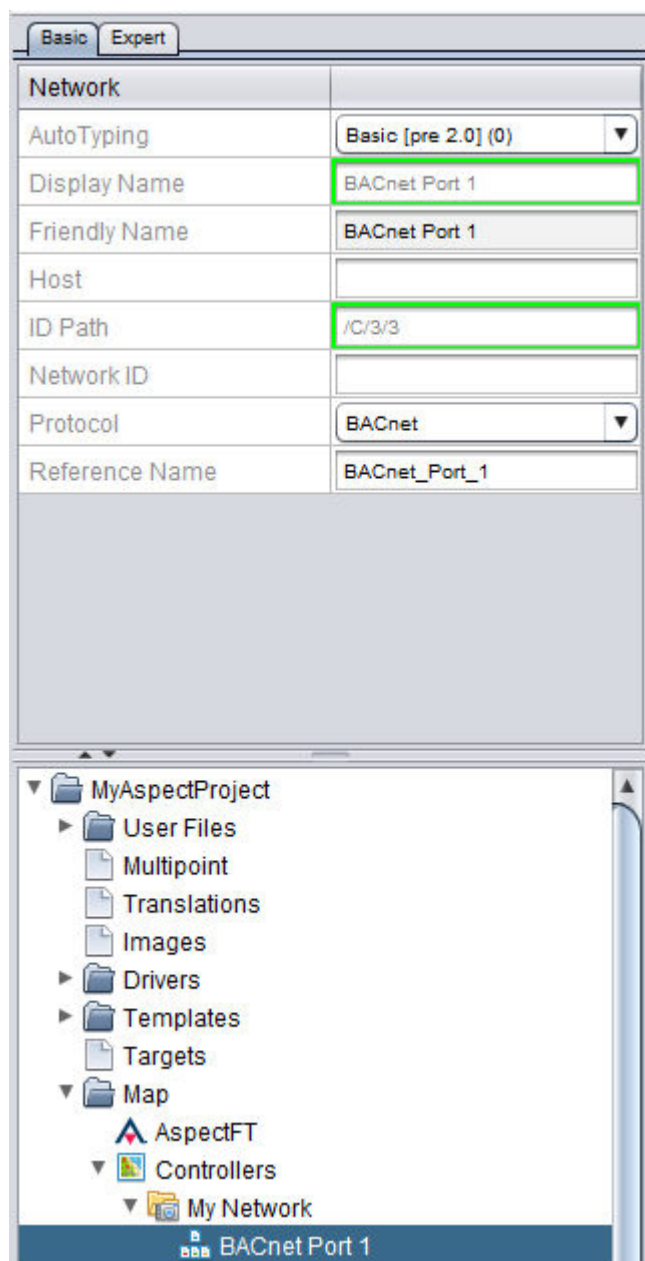 Basic Expert
Network
AutoTyping Basic [pre 2.0] (0)
Display Name BACnet Port 1
Friendly Name BACnet Port 1
Host
ID Path /C/3/3
Network ID
Protocol BACnet
Reference Name BACnet_Port_1
MyAspectProject
User Files
Multipoint
Translations
Images
Drivers
Templates
Targets
Map
AspectFT
Controllers
My Network
BACnet Port 1